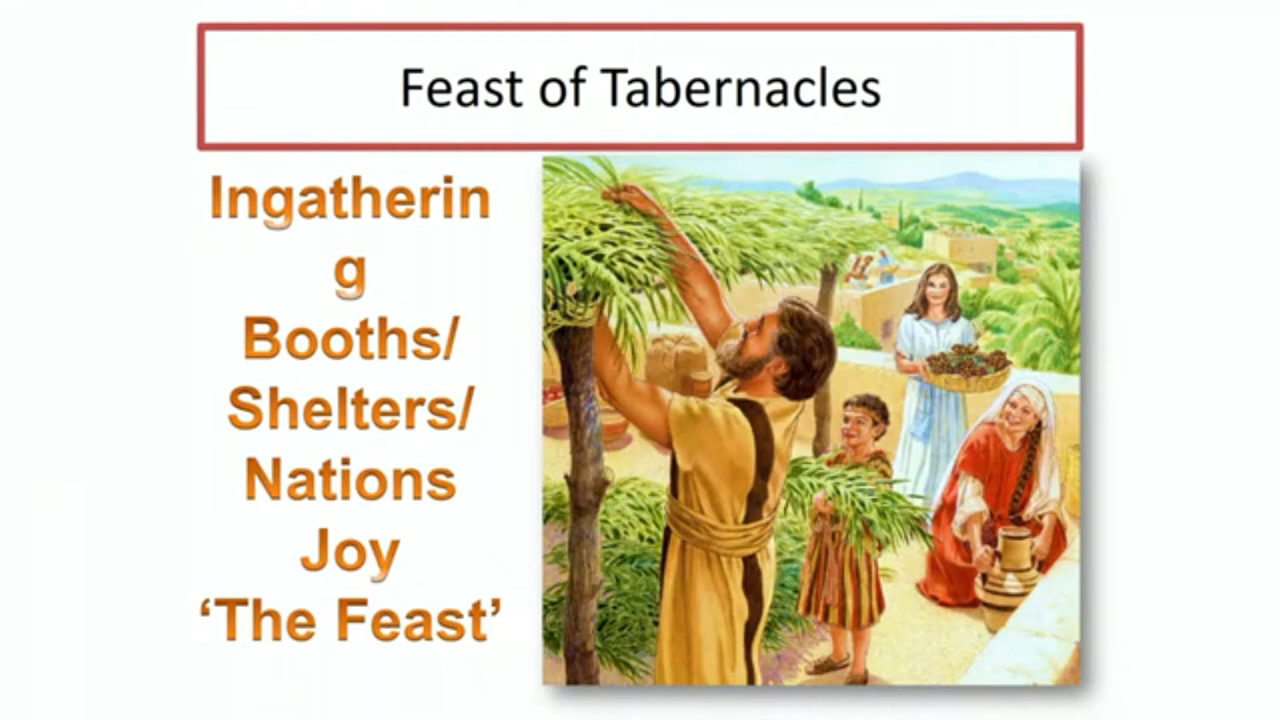 Feast of Tabernacles
Ingatherin
g
Booths/
Shelters/
Nations
Joy
‘The Feast’